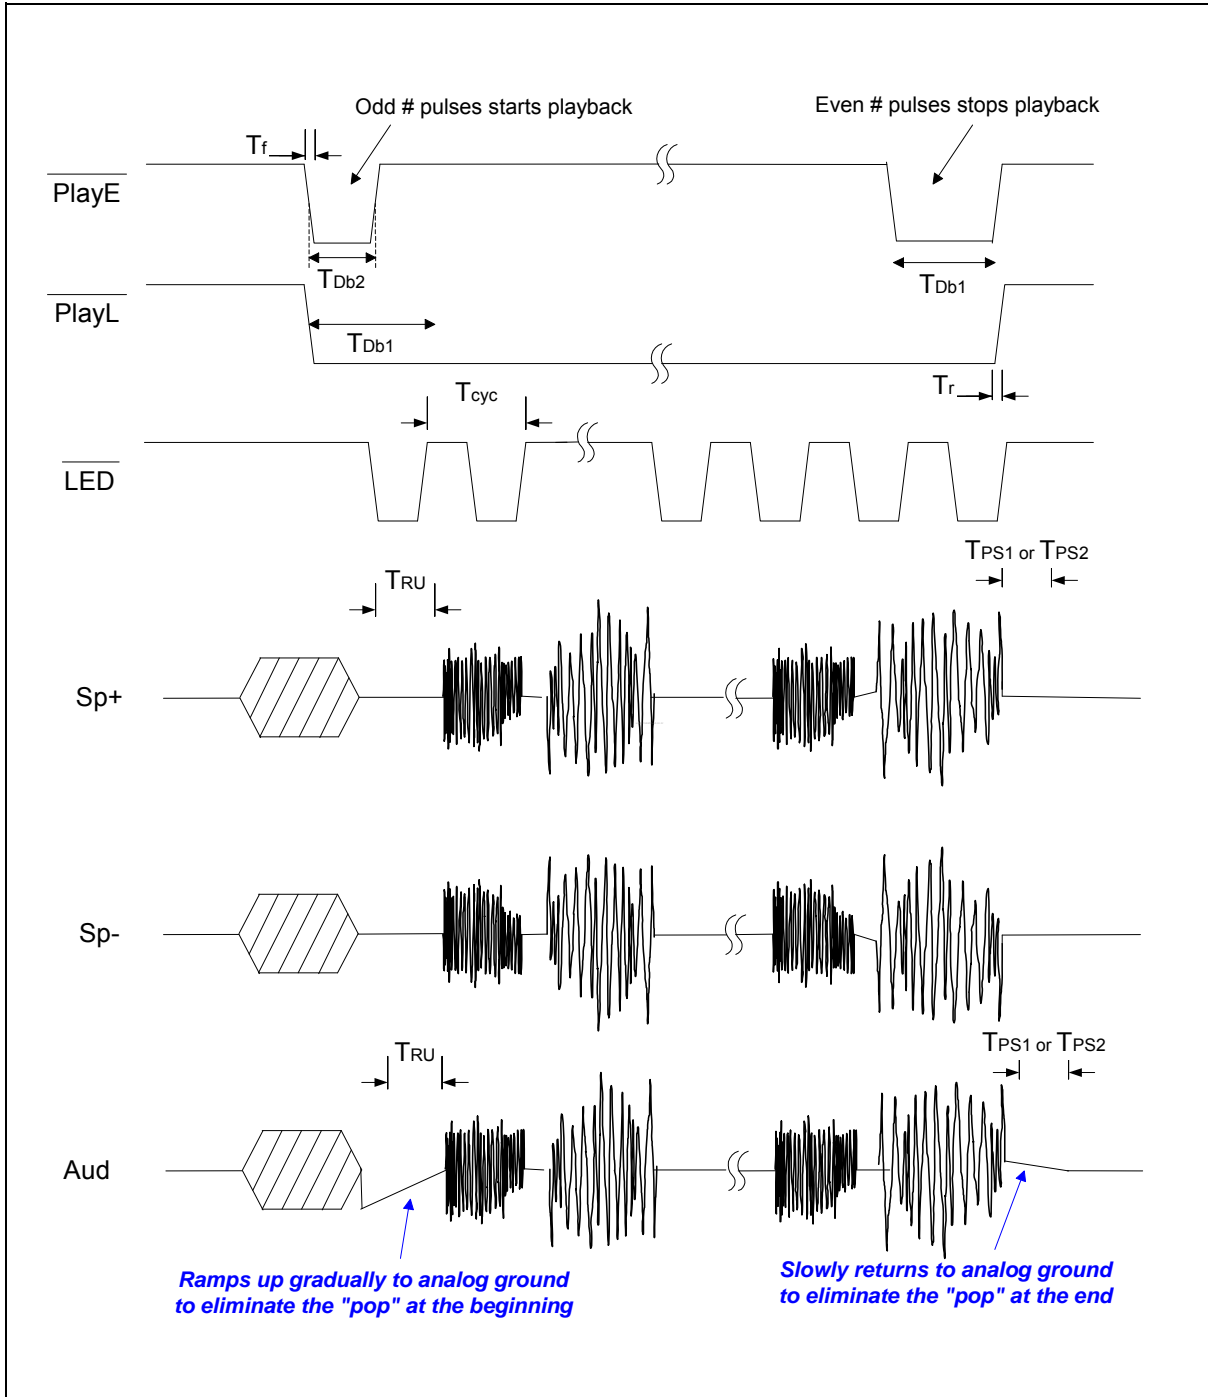 Odd # pulses starts playback
Even # pulses stops playback
Tf
PlayE
TDb2
TDb1
PlayL
TDb1
Tr
Tcyc
LED
TPS1 or TPS2
TRU
Sp+
Sp-
TRU
TPS1 or TPS2
Aud
Ramps up gradually to analog ground
to eliminate the "pop" at the beginning
Slowly returns to analog ground
to eliminate the "pop" at the end